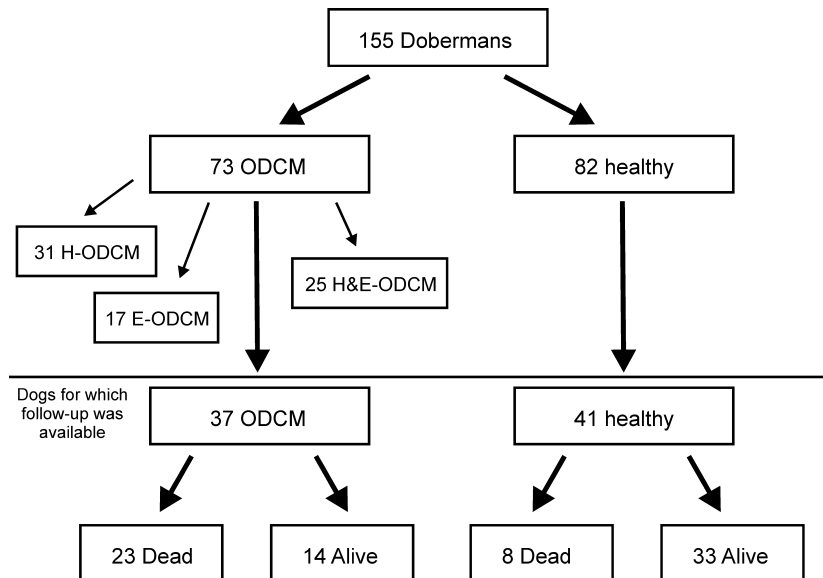 155 Dobermans
73 ODCM
82 healthy
31 H-ODCM
17 E-ODCM
25 H&E-ODCM
Dogs for which
follow-up was
available
37 ODCM
41 healthy
23 Dead
14 Alive
8 Dead
33 Alive